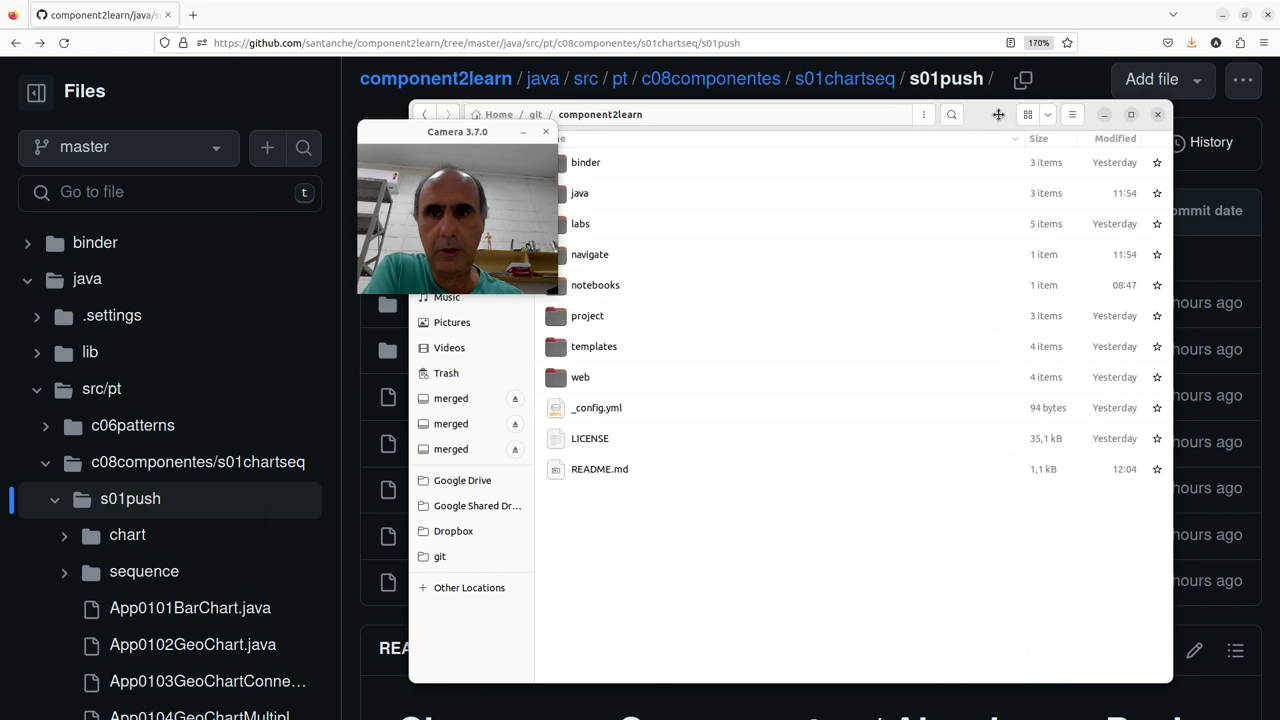 component2learn/java/s
https://github.com/santanche/component2learn/tree/master/java/src/pt/c08componentes/s01chartseq/s01push
170%
Files
component2learn / java / src / pt / c08componentes / s01chartseq / s01push /
Add file
master
Go to file
t
History
ommit date
binder
java
.settings
lib
src/pt
c06patterns
c08componentes/s01chartseq
s01push
chart
sequence
App0101BarChart.java
App0102GeoChart.java
App0103GeoChartConne...
App0104GeoChartMultipl
Home git component2learn
Camera 3.7.0
e Size Modified
binder 3 items Yesterday
java 3 items 11:54
labs 5 items Yesterday
navigate 1 item 11:54
notebooks 1 item 08:47
project 3 items Yesterday
templates 4 items Yesterday
web 4 items Yesterday
_config.yml 94 bytes Yesterday
LICENSE 35,1 kB Yesterday
README.md 1,1 kB 12:04
Music
Pictures
Videos
Trash
merged
merged
merged
Google Drive
Google Shared Dr...
Dropbox
git
Other Locations
hours ago
hours ago
hours ago
hours ago
hours ago
hours ago
hours ago
REA